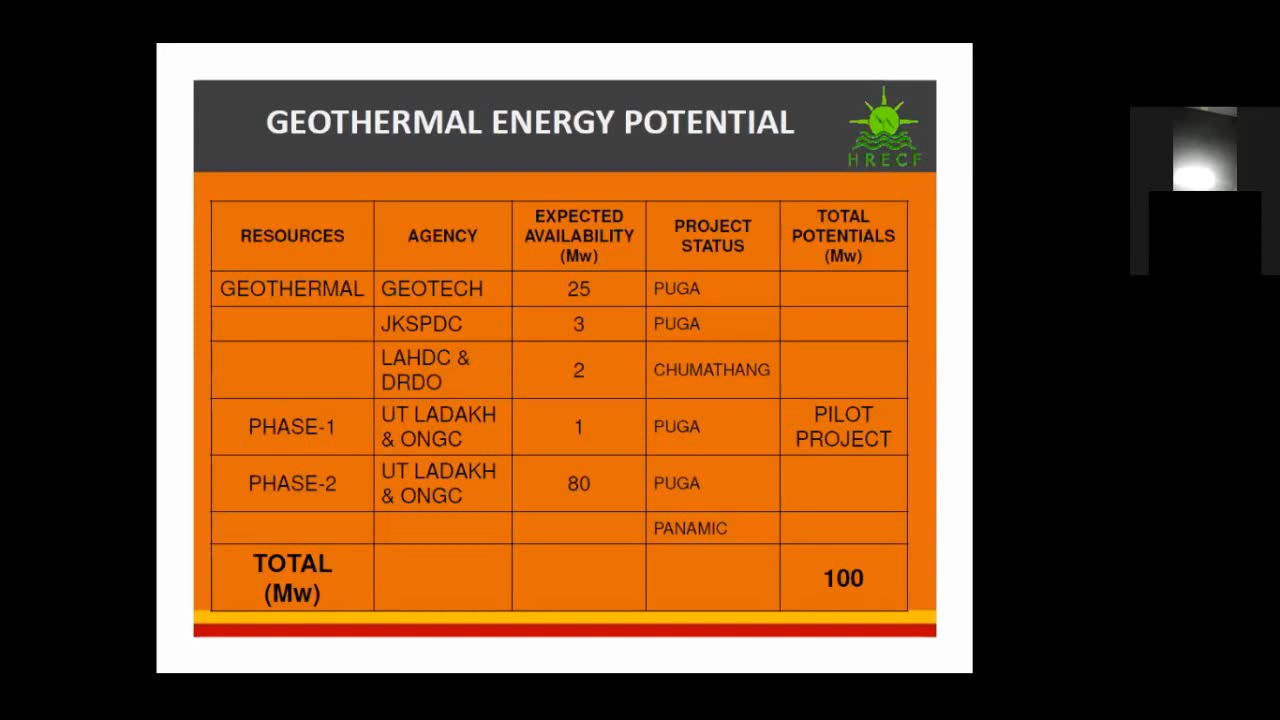 GEOTHERMAL ENERGY POTENTIAL
HRECF
RESOURCES
AGENCY
EXPECTED
AVAILABILITY
(Mw)
PROJECT
STATUS
TOTAL
POTENTIALS
(Mw)
GEOTHERMAL
GEOTECH
25
PUGA
JKSPDC
3
PUGA
LAHDC &
DRDO
2
CHUMATHANG
PHASE-1
UT LADAKH
& ONGC
1
PUGA
PILOT
PROJECT
PHASE-2
UT LADAKH
& ONGC
80
PUGA
PANAMIC
TOTAL
(Mw)
100